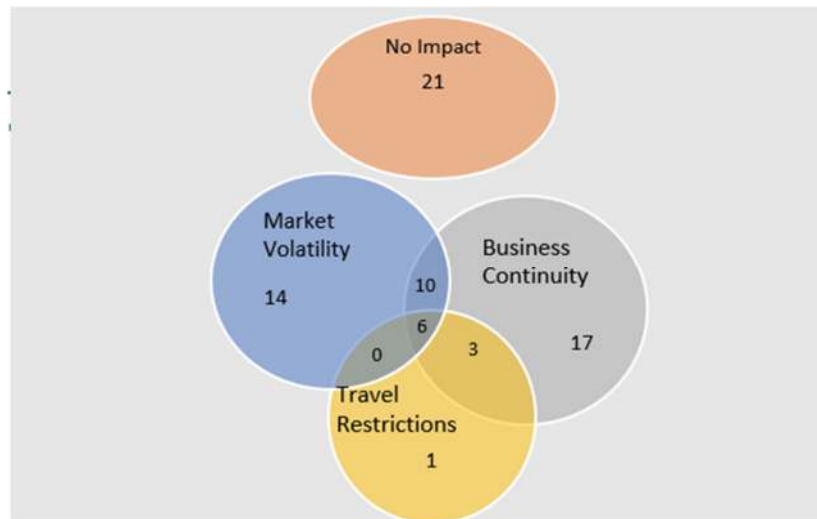 No Impact
21
Market
Volatility
14
Business
Continuity
10
6
0
3
17
Travel
Restrictions
1